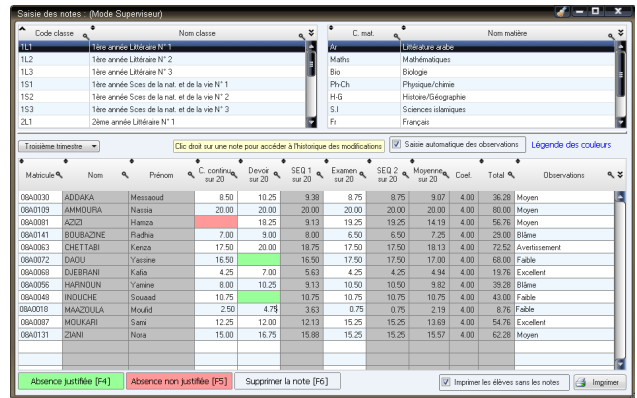 Saisie des notes : (Mode Superviseur)
Code classe Nom classe
1L1 1ère année Littéraire N° 1
1L2 1ère année Littéraire N° 2
1L3 1ère année Littéraire N° 3
1S1 1ère année Sces de la nat. et de la vie N° 1
1S2 1ère année Sces de la nat. et de la vie N° 2
1S3 1ère année Sces de la nat. et de la vie N° 3
2L1 2ème année Littéraire N° 1
C. mat. Nom matière
Ar Littérature arabe
Maths Mathématiques
Bio Biologie
Ph-Ch Physique/chimie
H-G Histoire/Géographie
S.I Sciences islamiques
Fr Français
Troisième trimestre
Clic droit sur une note pour accéder à l'historique des modifications
Saisie automatique des observations
Légende des couleurs
Matricule Nom Prénom C. continu sur 20 Devoir sur 20 SEQ 1 sur 20 Examen sur 20 SEQ 2 sur 20 Moyenne sur 20 Coef. Total Observations
08A0030 ADDAKA Messaoud 8.50 10.25 9.38 8.75 8.75 9.07 4.00 36.28 Moyen
08A0109 AMMOURA Nassia 20.00 20.00 20.00 20.00 20.00 20.00 4.00 80.00 Moyen
08A0081 AZIZI Hamza 18.25 9.13 19.25 19.25 14.19 4.00 56.76 Moyen
08A0141 BOUBAZINE Radhia 7.00 9.00 8.00 6.50 6.50 7.25 4.00 29.00 Blâme
08A0063 CHETTABI Kenza 17.50 20.00 18.75 17.50 17.50 18.13 4.00 72.52 Avertissement
08A0072 DAOU Yassine 16.50 16.50 17.50 17.50 17.00 4.00 68.00 Faible
08A0068 DJEBRANI Kafia 4.25 7.00 5.63 4.25 4.25 4.94 4.00 19.76 Excellent
08A0056 HARNOUN Yamine 8.00 10.25 9.13 10.50 10.50 9.82 4.00 39.28 Blâme
08A0048 INOUCHE Souaad 10.75 10.75 10.75 10.75 10.75 4.00 43.00 Faible
08A0018 MAAZOULA Moufid 2.50 4.75 3.63 0.75 0.75 2.19 4.00 8.76 Faible
08A0087 MOUKARI Sami 12.25 12.00 12.13 15.25 15.25 13.69 4.00 54.76 Excellent
08A0131 ZIANI Nora 15.00 16.75 15.88 15.25 15.25 15.57 4.00 62.28 Moyen
Absence justifiée [F4] Absence non justifiée [F5] Supprimer la note [F6] Imprimer les élèves sans les notes Imprimer